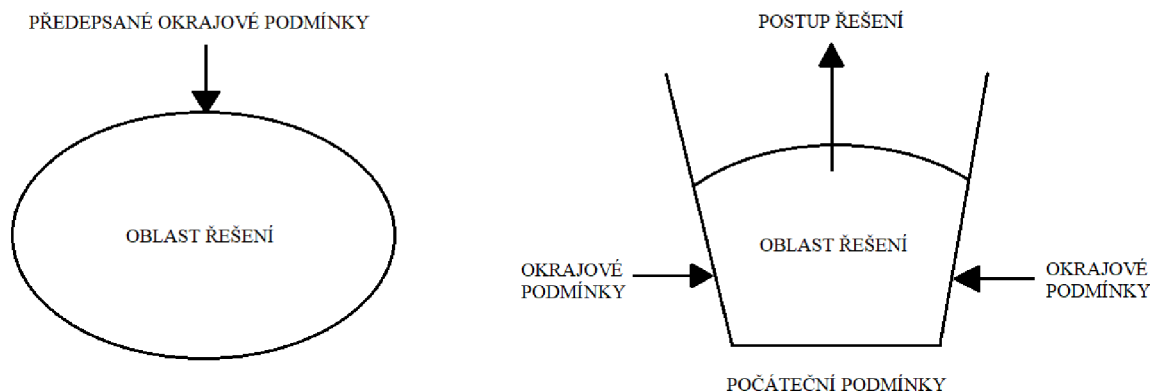 PŘEDEPSANÉ OKRAJOVÉ PODMÍNKY
OBLAST ŘEŠENÍ
POSTUP ŘEŠENÍ
OBLAST ŘEŠENÍ
OKRAJOVÉ
PODMÍNKY
OKRAJOVÉ
PODMÍNKY
POČÁTEČNÍ PODMÍNKY